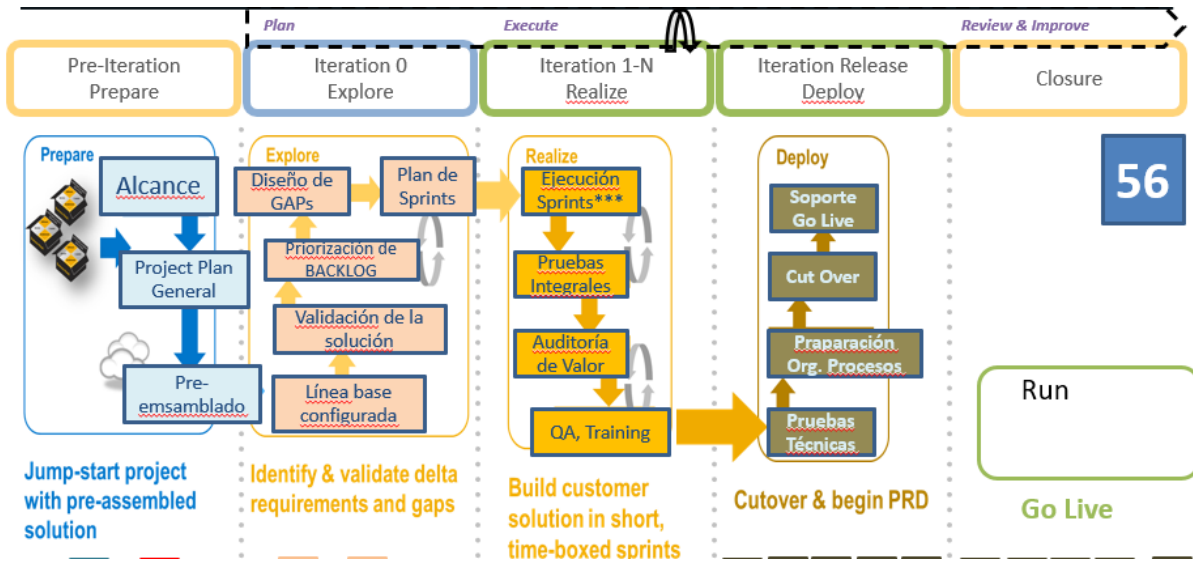 Plan
Execute
Review & Improve
Pre-Iteration
Prepare
Iteration 0
Explore
Iteration 1-N
Realize
Iteration Release
Deploy
Closure
Prepare
Alcance
Project Plan
General
Pre-
emsamblado
Jump-start project
with pre-assembled
solution
Explore
Diseño de
GAPs
Plan de
Sprints
Priorización de
BACKLOG
Validación de la
solución
Línea base
configurada
Identify & validate delta
requirements and gaps
Realize
Ejecución
Sprints***
Pruebas
Integrales
Auditoría
de Valor
QA, Training
Build customer
solution in short,
time-boxed sprints
Deploy
Soporte
Go Live
Cut Over
Praparación
Org. Procesos
Pruebas
Técnicas
Cutover & begin PRD
56
Run
Go Live